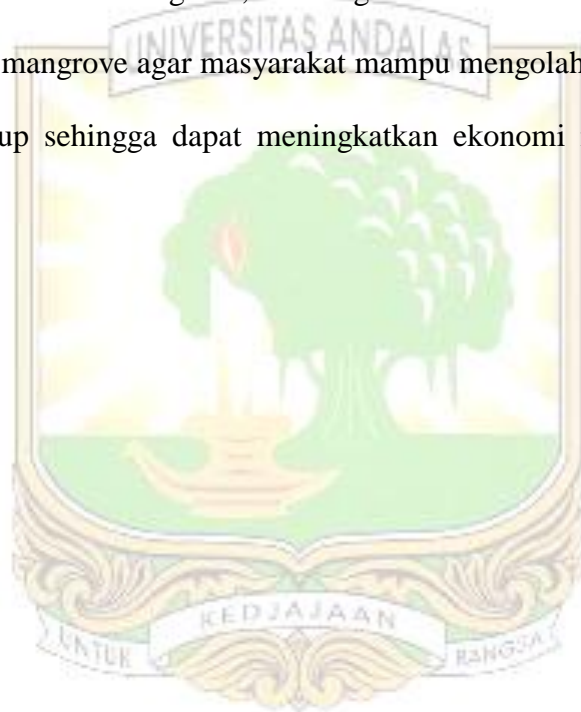 UNIVERSITAS ANDALAS
mangrove agar masyarakat mampu mengolah
up sehingga dapat meningkatkan ekonomi
UNTUK
KEDJAJAAN
BANGSA